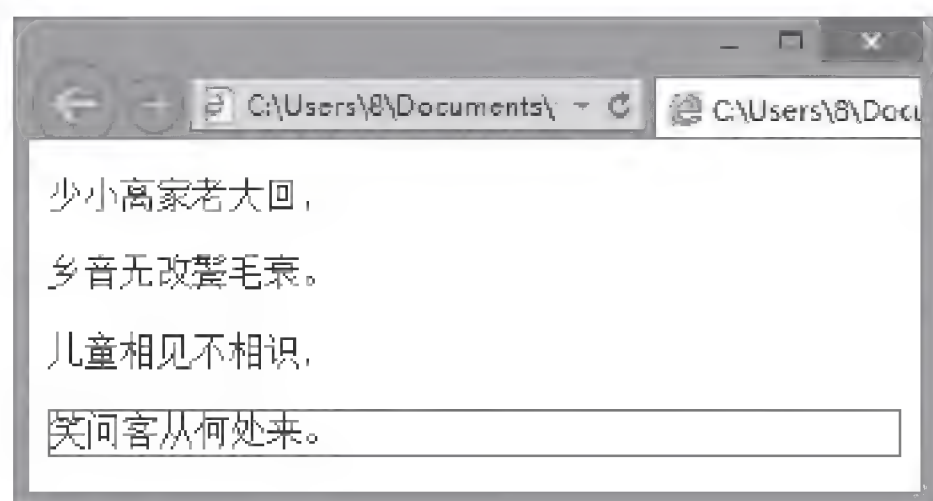 C:\Users\8\Documents\
C:\Users\8\Docu
少小离家老大回，
乡音无改鬓毛衰。
儿童相见不相识，
笑问客从何处来。